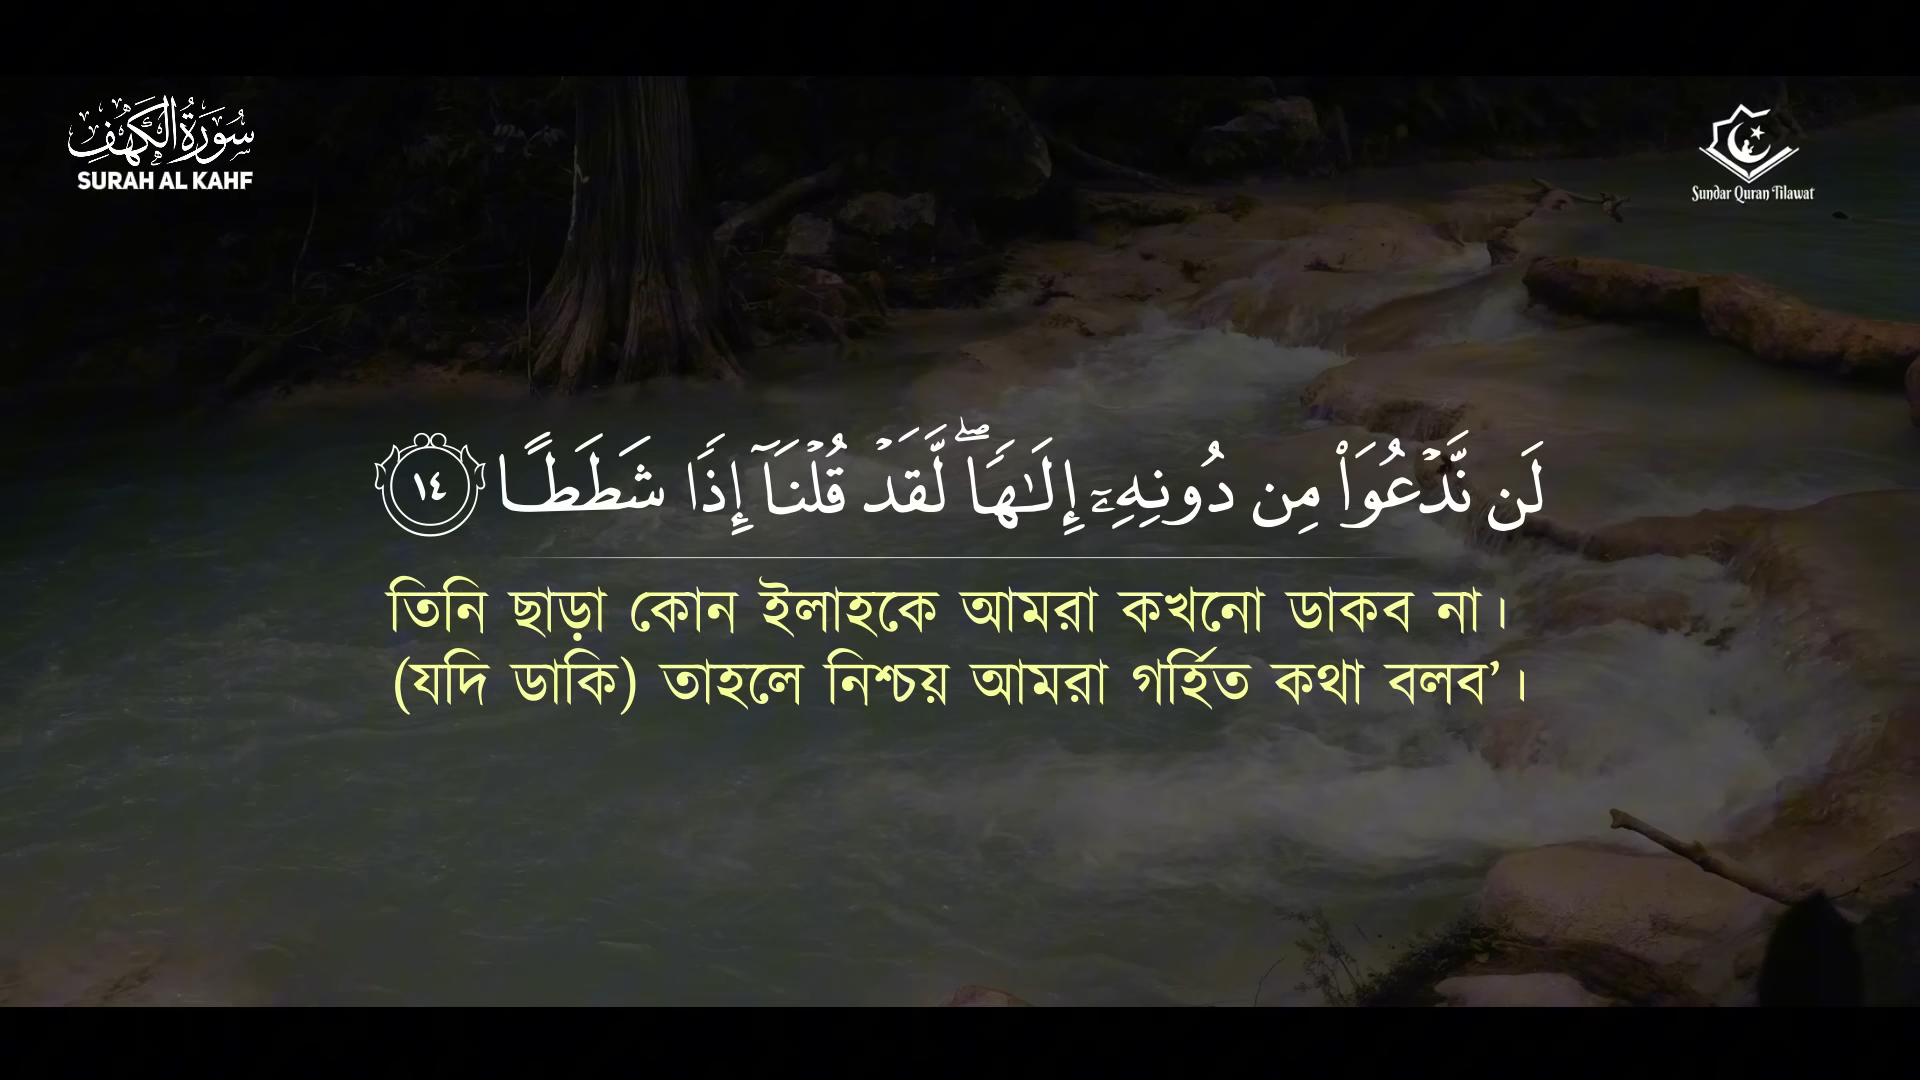 سُورَةُ الكَهْفِ
SURAH AL KAHF
Sundar Quran Tilawat
لَن نَّدْعُوَا۟ مِن دُونِهِۦٓ إِلَـٰهًا ۖ لَّقَدْ قُلْنَآ إِذًا شَطَطًا ١٤
তিনি ছাড়া কোন ইলাহকে আমরা কখনো ডাকব না।
(যদি ডাকি) তাহলে নিশ্চয় আমরা গর্হিত কথা বলব’।